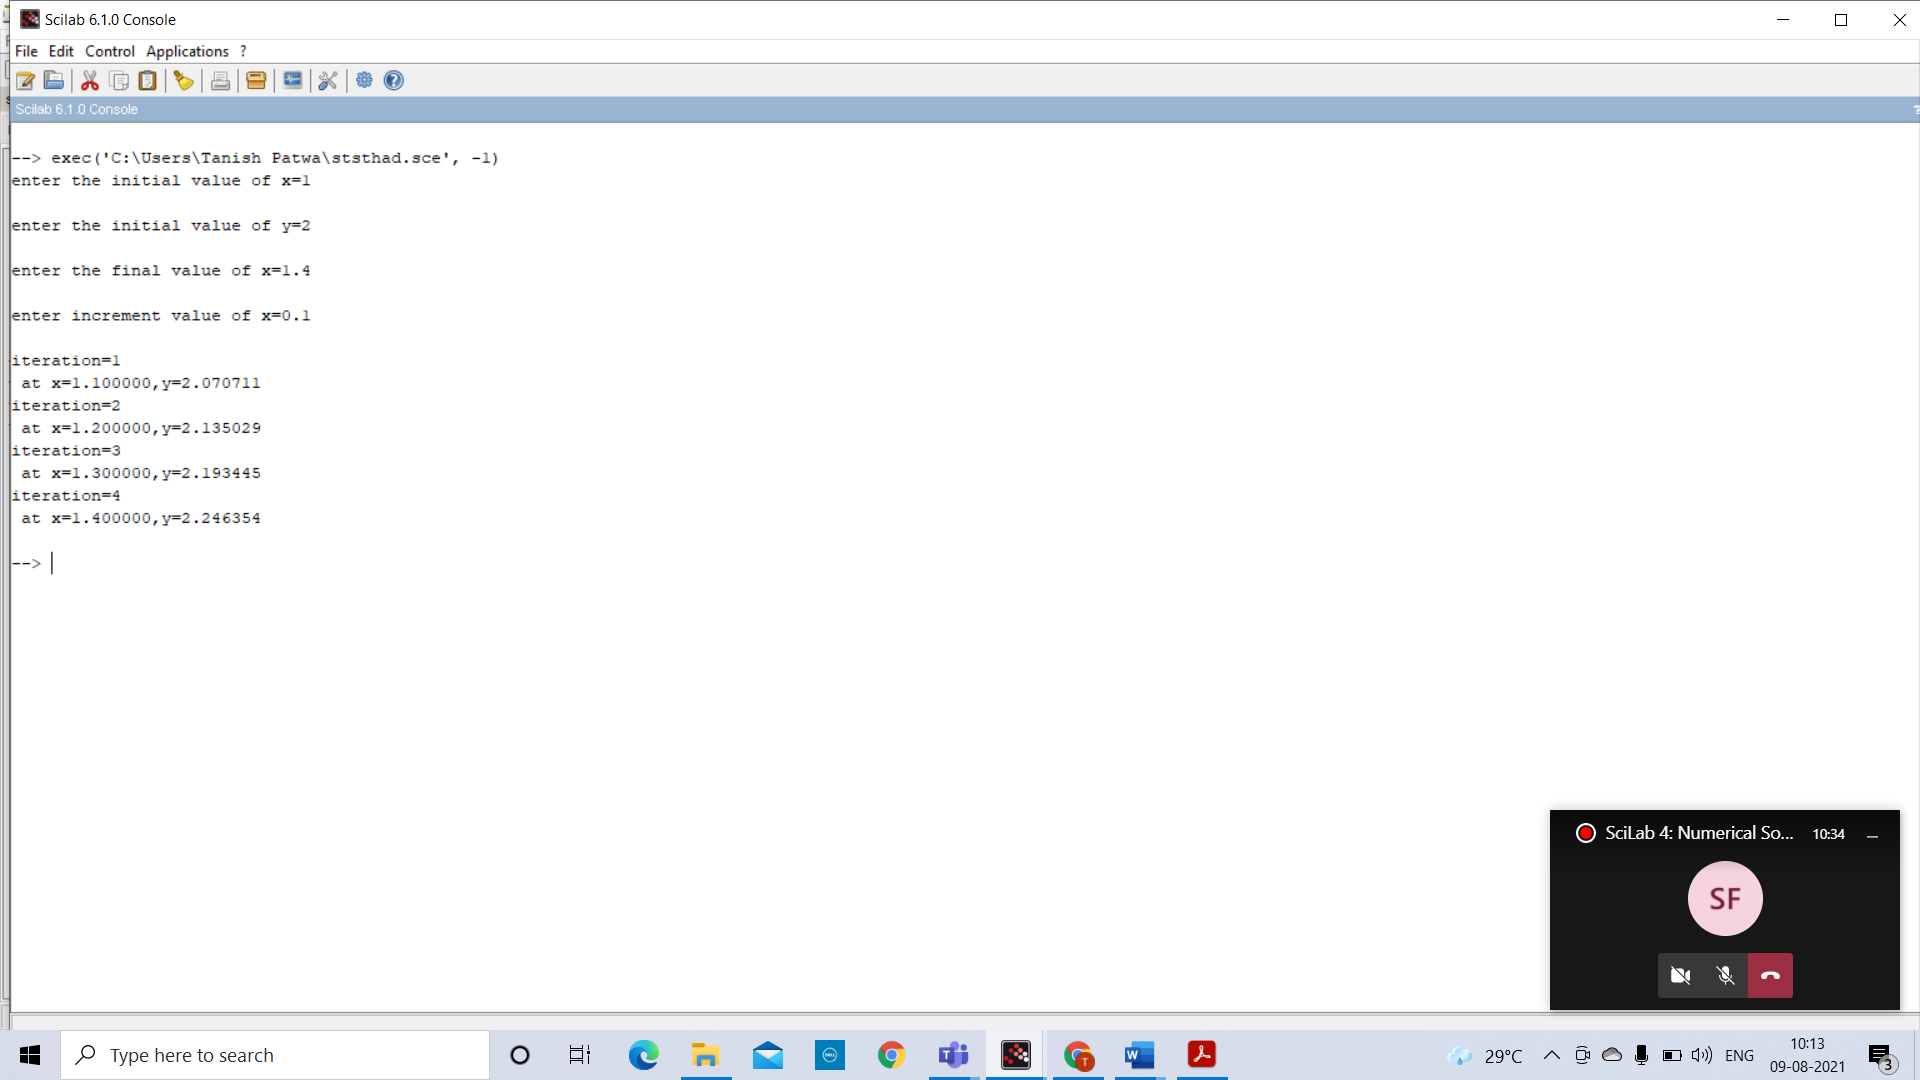 Scilab 6.1.0 Console
File Edit Control Applications ?
Scilab 6.1.0 Console
--> exec('C:\Users\Tanish Patwa\ststhad.sce', -1)
enter the initial value of x=1
enter the initial value of y=2
enter the final value of x=1.4
enter increment value of x=0.1
iteration=1
at x=1.100000,y=2.070711
iteration=2
at x=1.200000,y=2.135029
iteration=3
at x=1.300000,y=2.193445
iteration=4
at x=1.400000,y=2.246354
-->
SciLab 4: Numerical So... 10:34
SF
Type here to search
DELL
T
T
W
29°C
ENG
10:13
09-08-2021
3